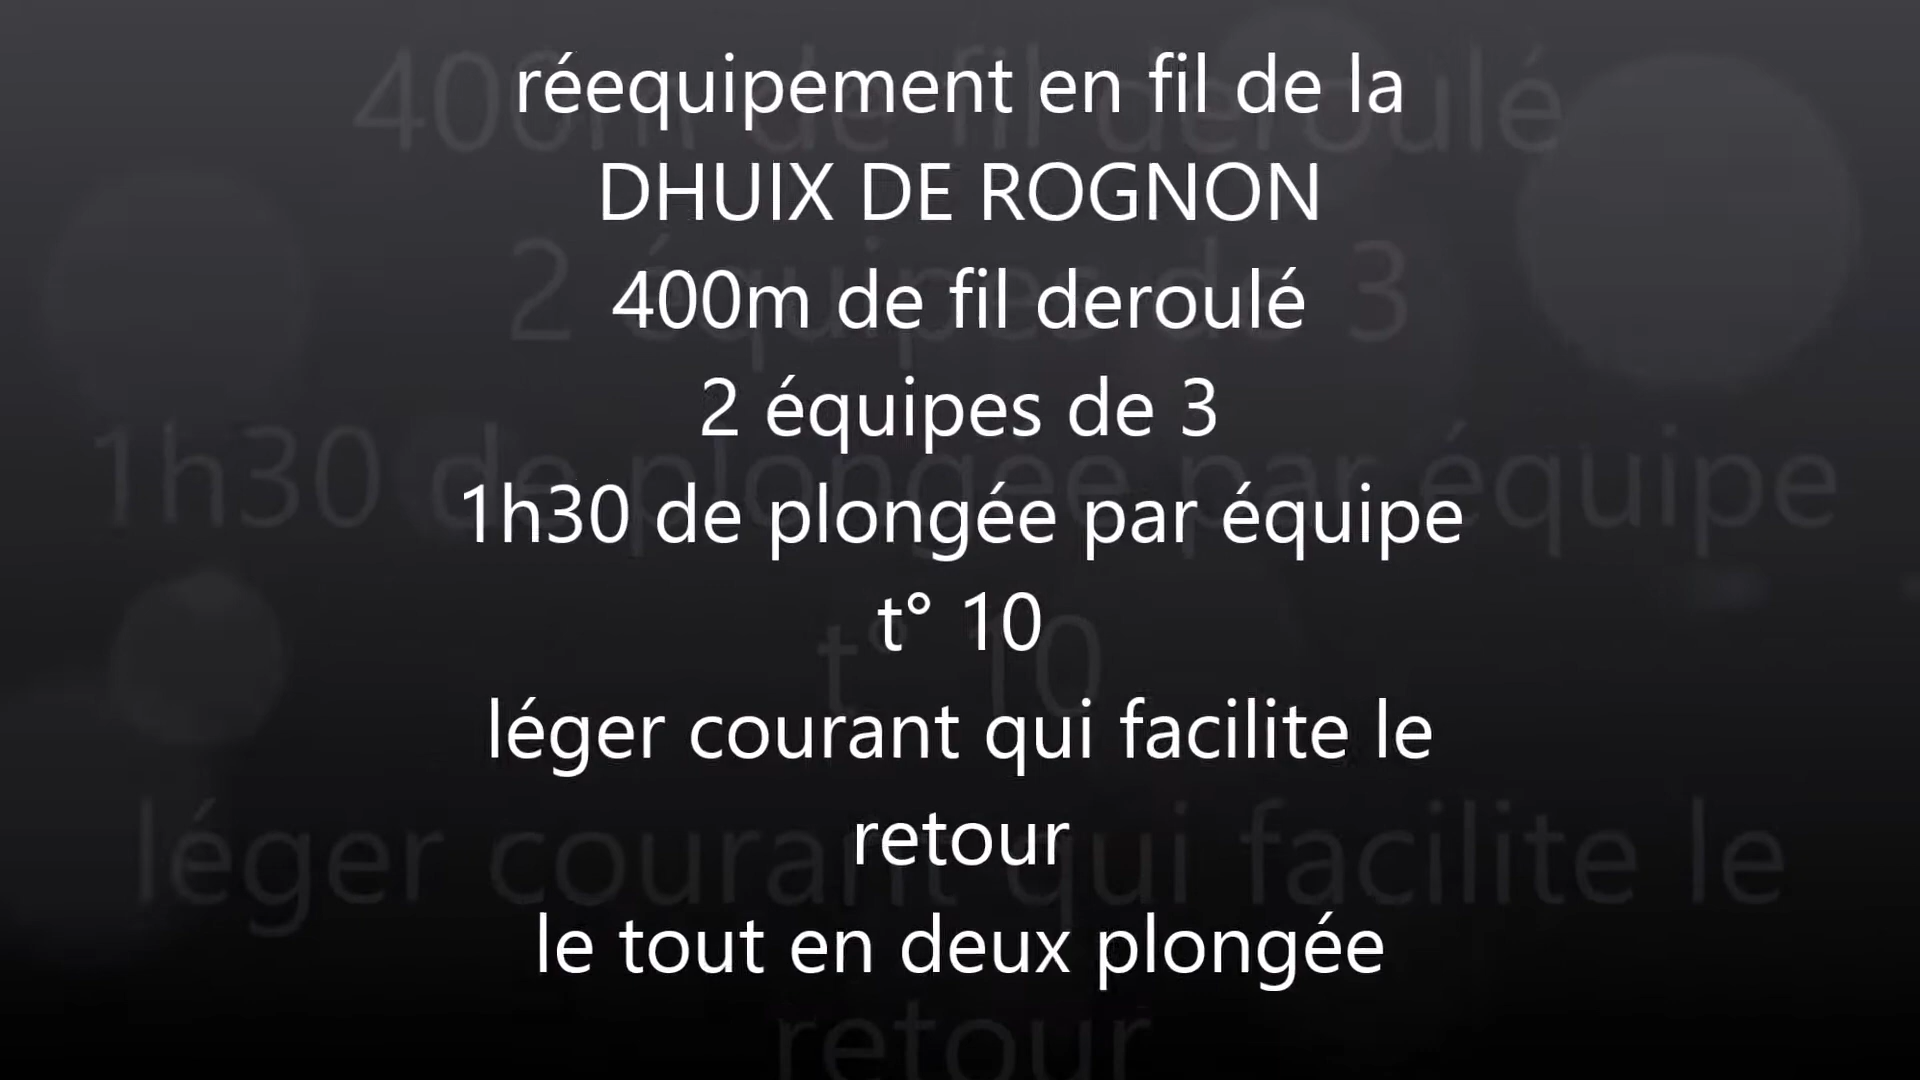 réequipement en fil de la
DHUIX DE ROGNON
400m de fil deroulé
2 équipes de 3
1h30 de plongée par équipe
t° 10
léger courant qui facilite le
retour
le tout en deux plongée